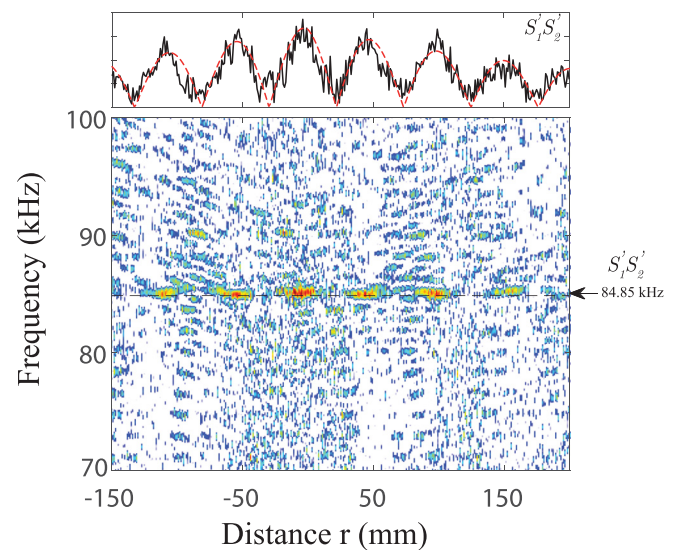 S'1S'2
100
90
80
70
Frequency (kHz)
S'1S'2
84.85 kHz
-150 -50 50 150
Distance r (mm)